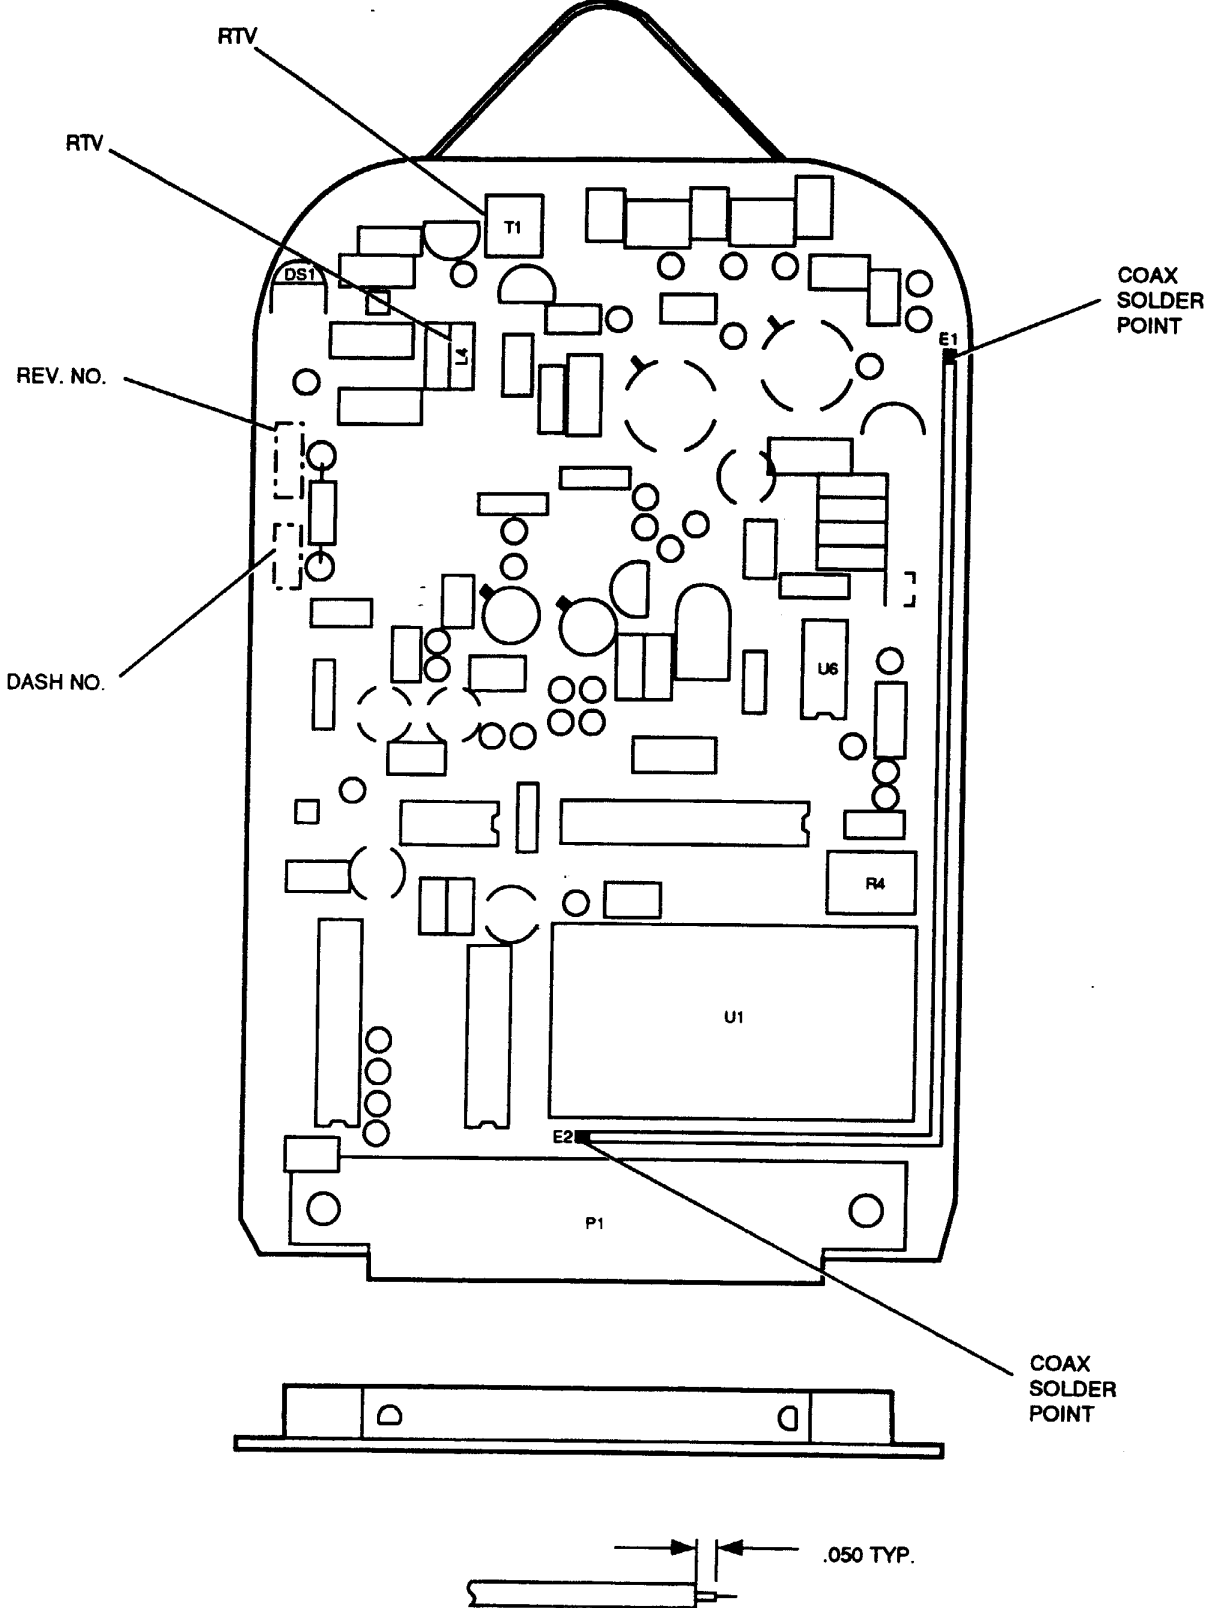 RTV
RTV
T1
DS1
COAX
SOLDER
POINT
E1
L4
REV. NO.
DASH NO.
U6
R4
U1
E2
P1
COAX
SOLDER
POINT
.050 TYP.